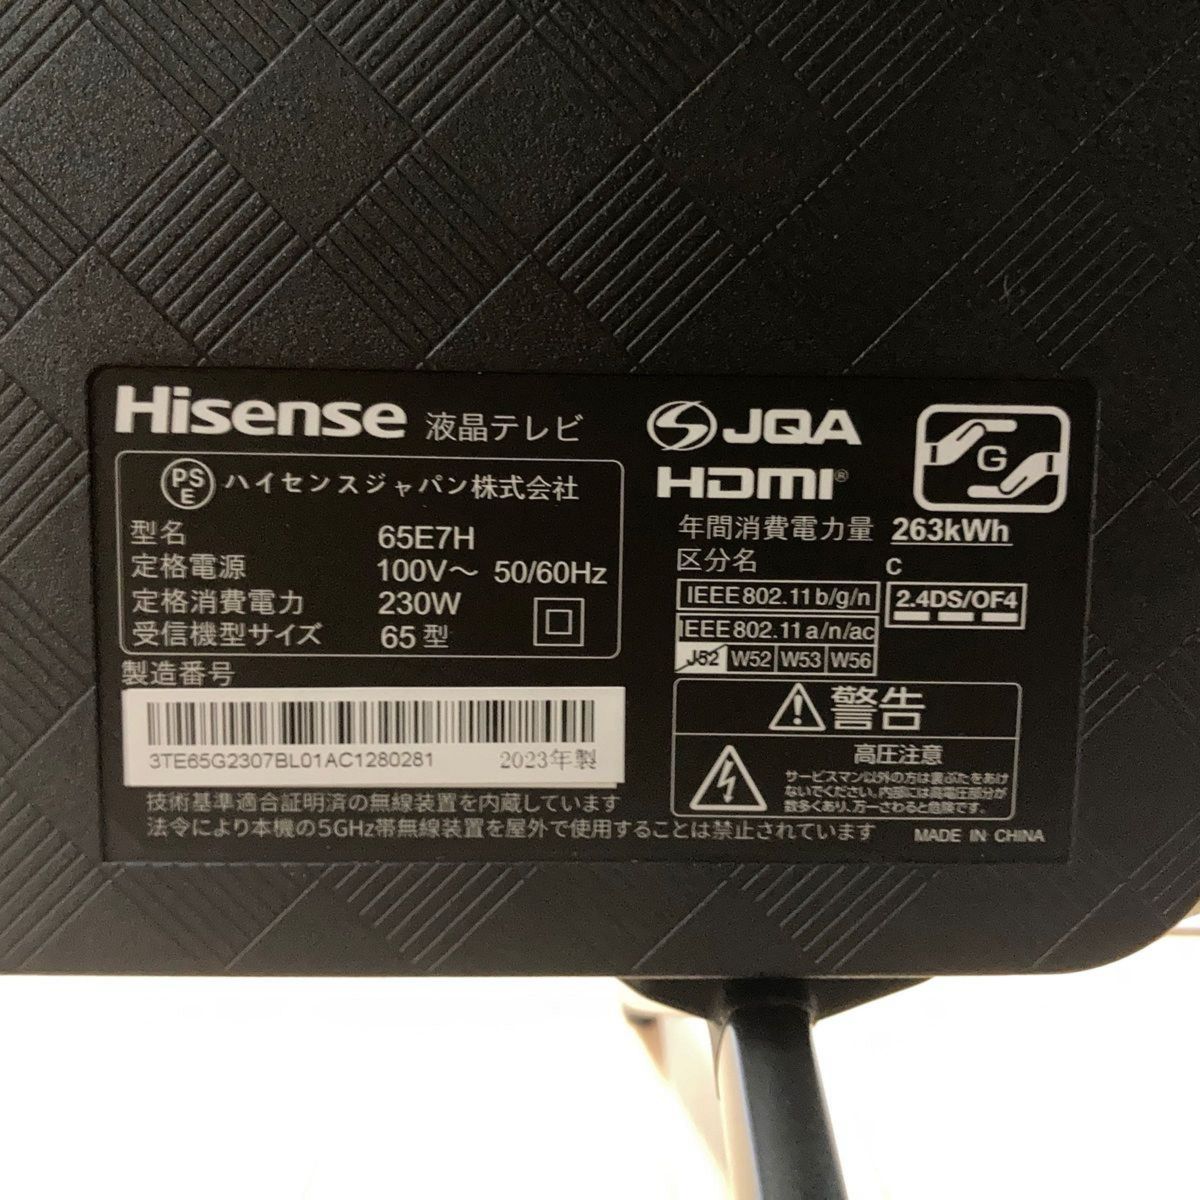 Hisense 液晶テレビ
PS
E
ハイセンスジャパン株式会社
型名 65E7H
定格電源 100V～ 50/60Hz
定格消費電力 230W
受信機型サイズ 65 型
製造番号
3TE65G2307BL01AC1280281 2023年製
JQA
HDMI®
G
年間消費電力量 263kWh
区分名 C
IEEE802.11b/g/n
2.4DS/OF4
IEEE802.11a/n/ac
J52 W52 W53 W56
警告
高圧注意
サービスマン以外の方は裏ぶたをあけ
ないでください。内部には高電圧部分が
数多くあり、万一さわると危険です。
技術基準適合証明済の無線装置を内蔵しています
法令により本機の5GHz帯無線装置を屋外で使用することは禁止されています
MADE IN CHINA